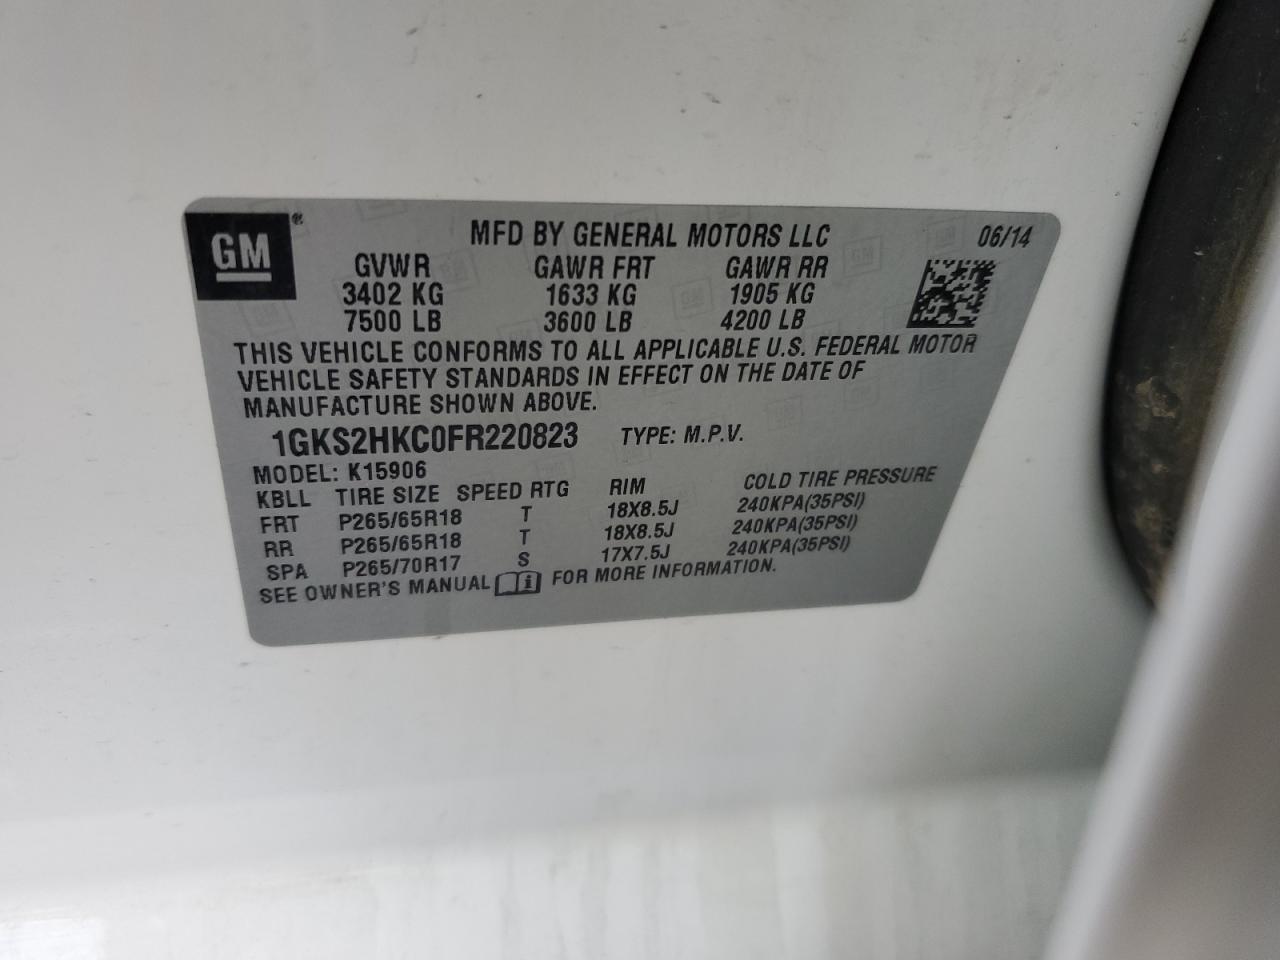 GM®
MFD BY GENERAL MOTORS LLC 06/14
GVWR GAWR FRT GAWR RR
3402 KG 1633 KG 1905 KG
7500 LB 3600 LB 4200 LB
THIS VEHICLE CONFORMS TO ALL APPLICABLE U.S. FEDERAL MOTOR
VEHICLE SAFETY STANDARDS IN EFFECT ON THE DATE OF
MANUFACTURE SHOWN ABOVE.
1GKS2HKC0FR220823 TYPE: M.P.V.
MODEL: K15906
KBLL TIRE SIZE SPEED RTG RIM COLD TIRE PRESSURE
FRT P265/65R18 T 18X8.5J 240KPA(35PSI)
RR P265/65R18 T 18X8.5J 240KPA(35PSI)
SPA P265/70R17 S 17X7.5J 240KPA(35PSI)
SEE OWNER'S MANUAL i FOR MORE INFORMATION.